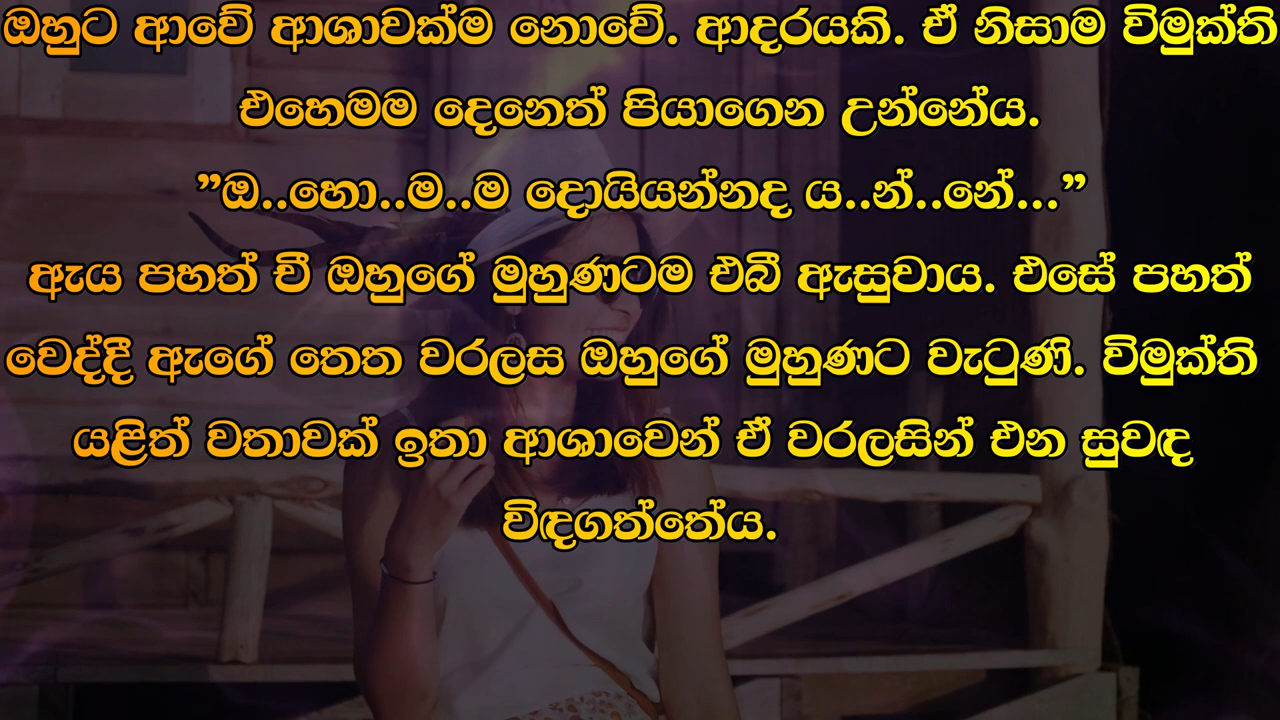 ඔහුට ආවේ ආශාවක්ම නොවේ. ආදරයකි. ඒ නිසාම විමුක්ති
එහෙමම දෙනෙත් පියාගෙන උන්නේය.
”ඔ..හො..ම..ම දොයියන්නද ය..න්..නේ...”
ඇය පහත් වී ඔහුගේ මුහුණටම එබී ඇසුවාය. එසේ පහත්
වෙද්දී ඇගේ තෙත වරලස ඔහුගේ මුහුණට වැටුණි. විමුක්ති
යළිත් වතාවක් ඉතා ආශාවෙන් ඒ වරලසින් එන සුවඳ
විඳගත්තේය.